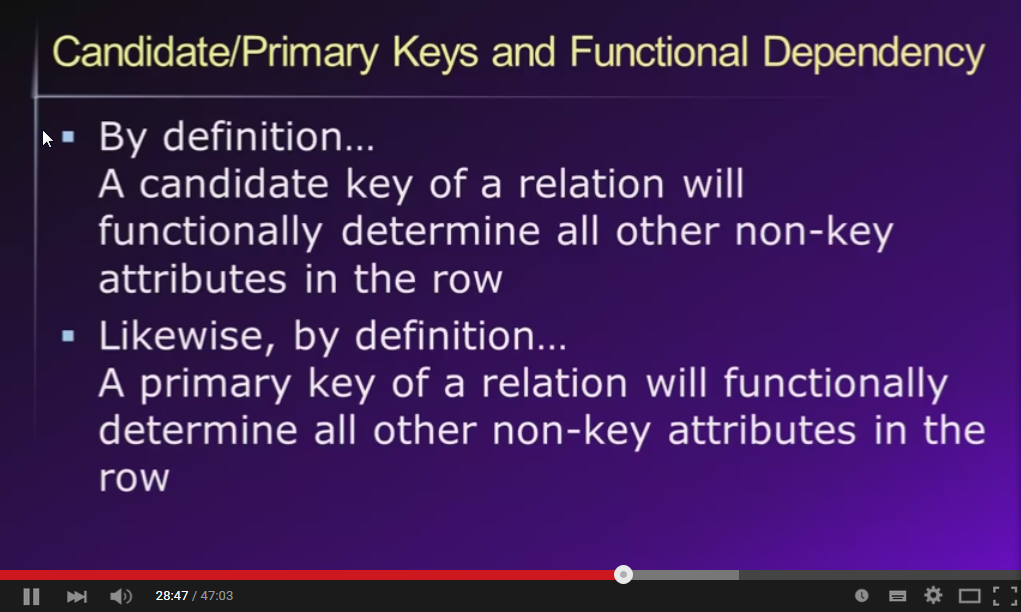 Candidate/Primary Keys and Functional Dependency
By definition…
A candidate key of a relation will
functionally determine all other non-key
attributes in the row
Likewise, by definition…
A primary key of a relation will functionally
determine all other non-key attributes in the
row
28:47 / 47:03